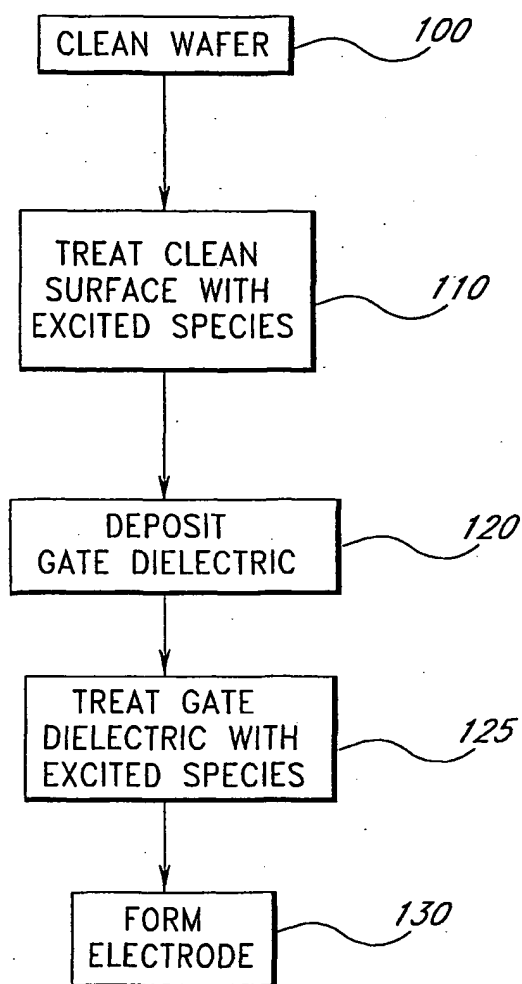 CLEAN WAFER
100
TREAT CLEAN
SURFACE WITH
EXCITED SPECIES
110
DEPOSIT
GATE DIELECTRIC
120
TREAT GATE
DIELECTRIC WITH
EXCITED SPECIES
125
FORM
ELECTRODE
130